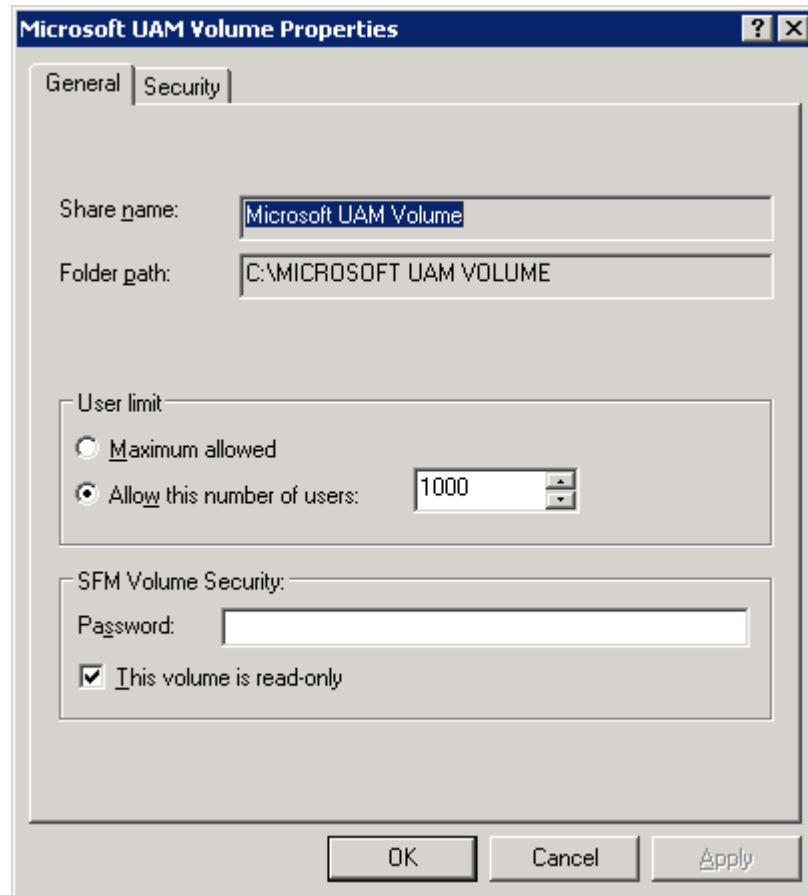 Microsoft UAM Volume Properties
General Security
Share name: Microsoft UAM Volume
Folder path: C:\MICROSOFT UAM VOLUME
User limit
Maximum allowed
Allow this number of users: 1000
SFM Volume Security:
Password:
This volume is read-only
OK Cancel Apply